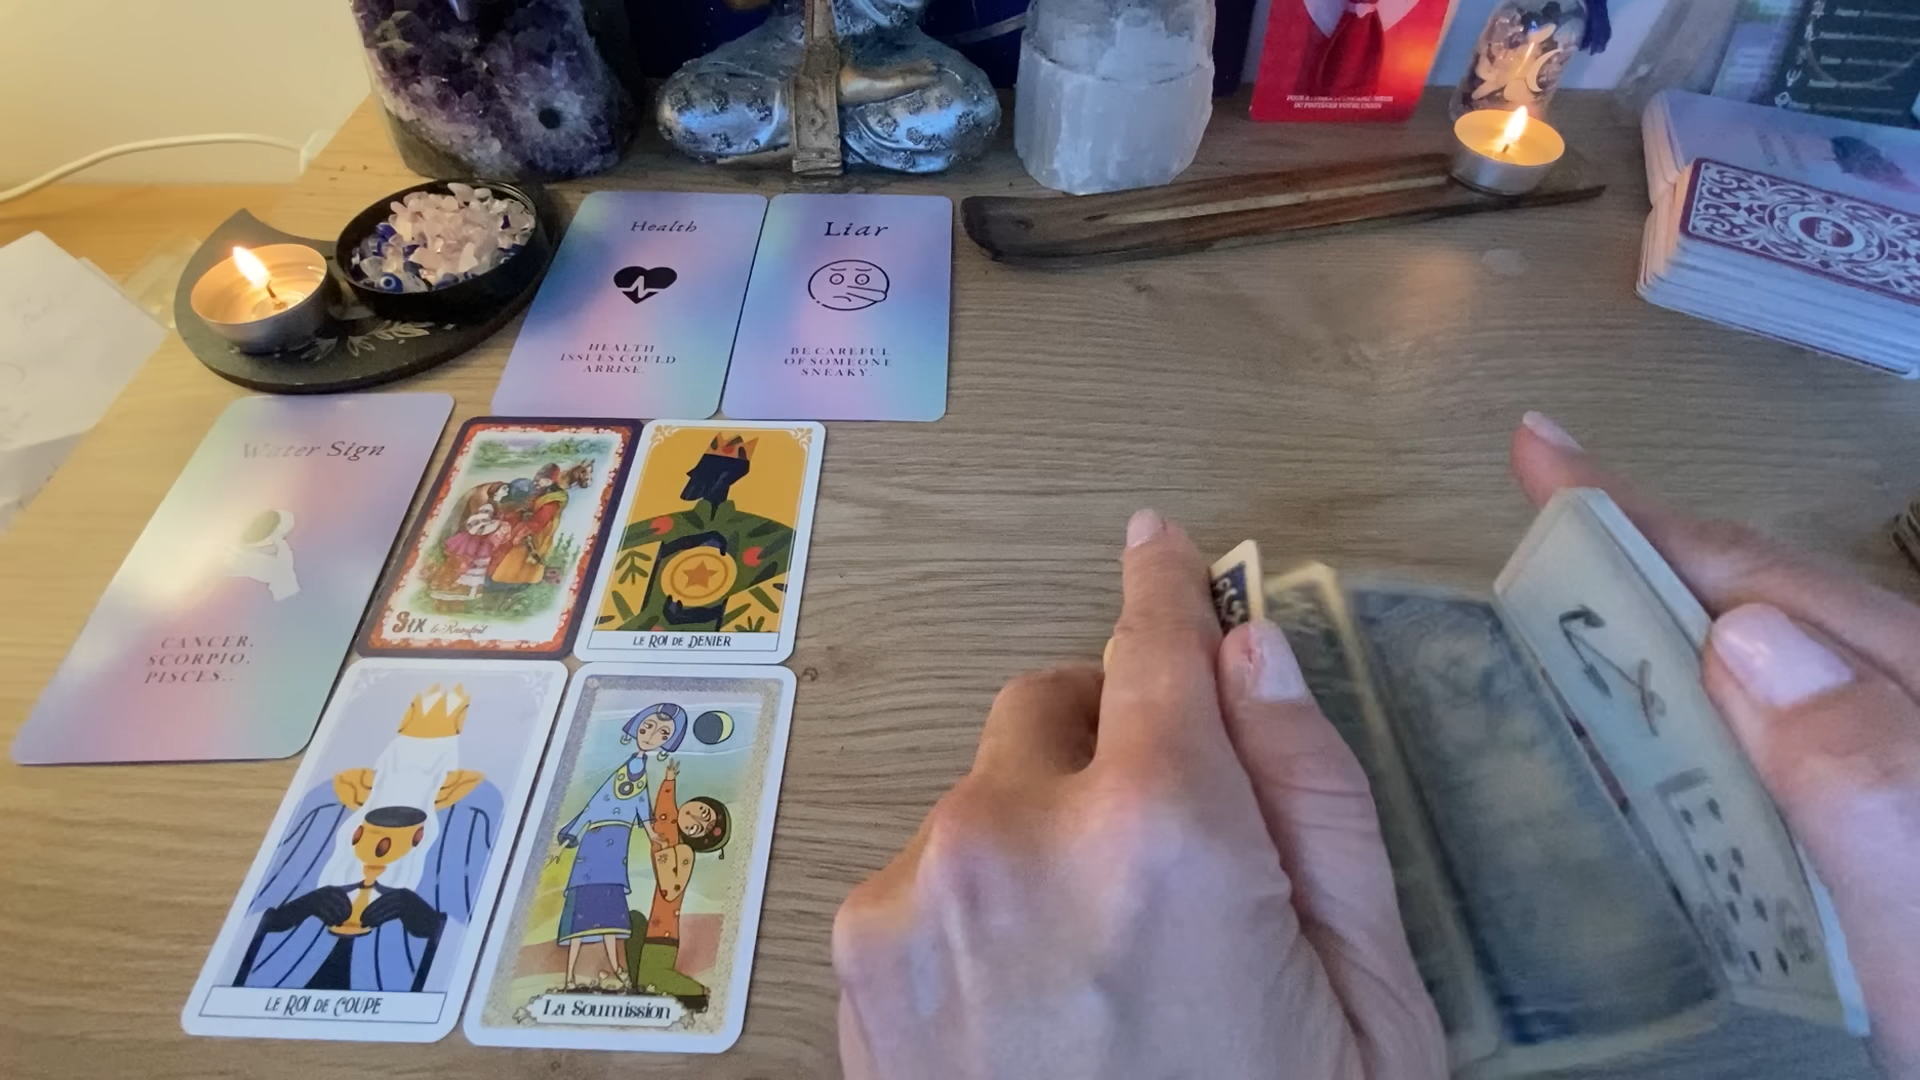 Health
HEALTH
ISSUES COULD
ARRISE.
Liar
BE CAREFUL
OF SOMEONE
SNEAKY.
Water Sign
CANCER.
SCORPIO.
PISCES..
SIX
LE ROI DE DENIER
LE ROI DE COUPE
La Soumission